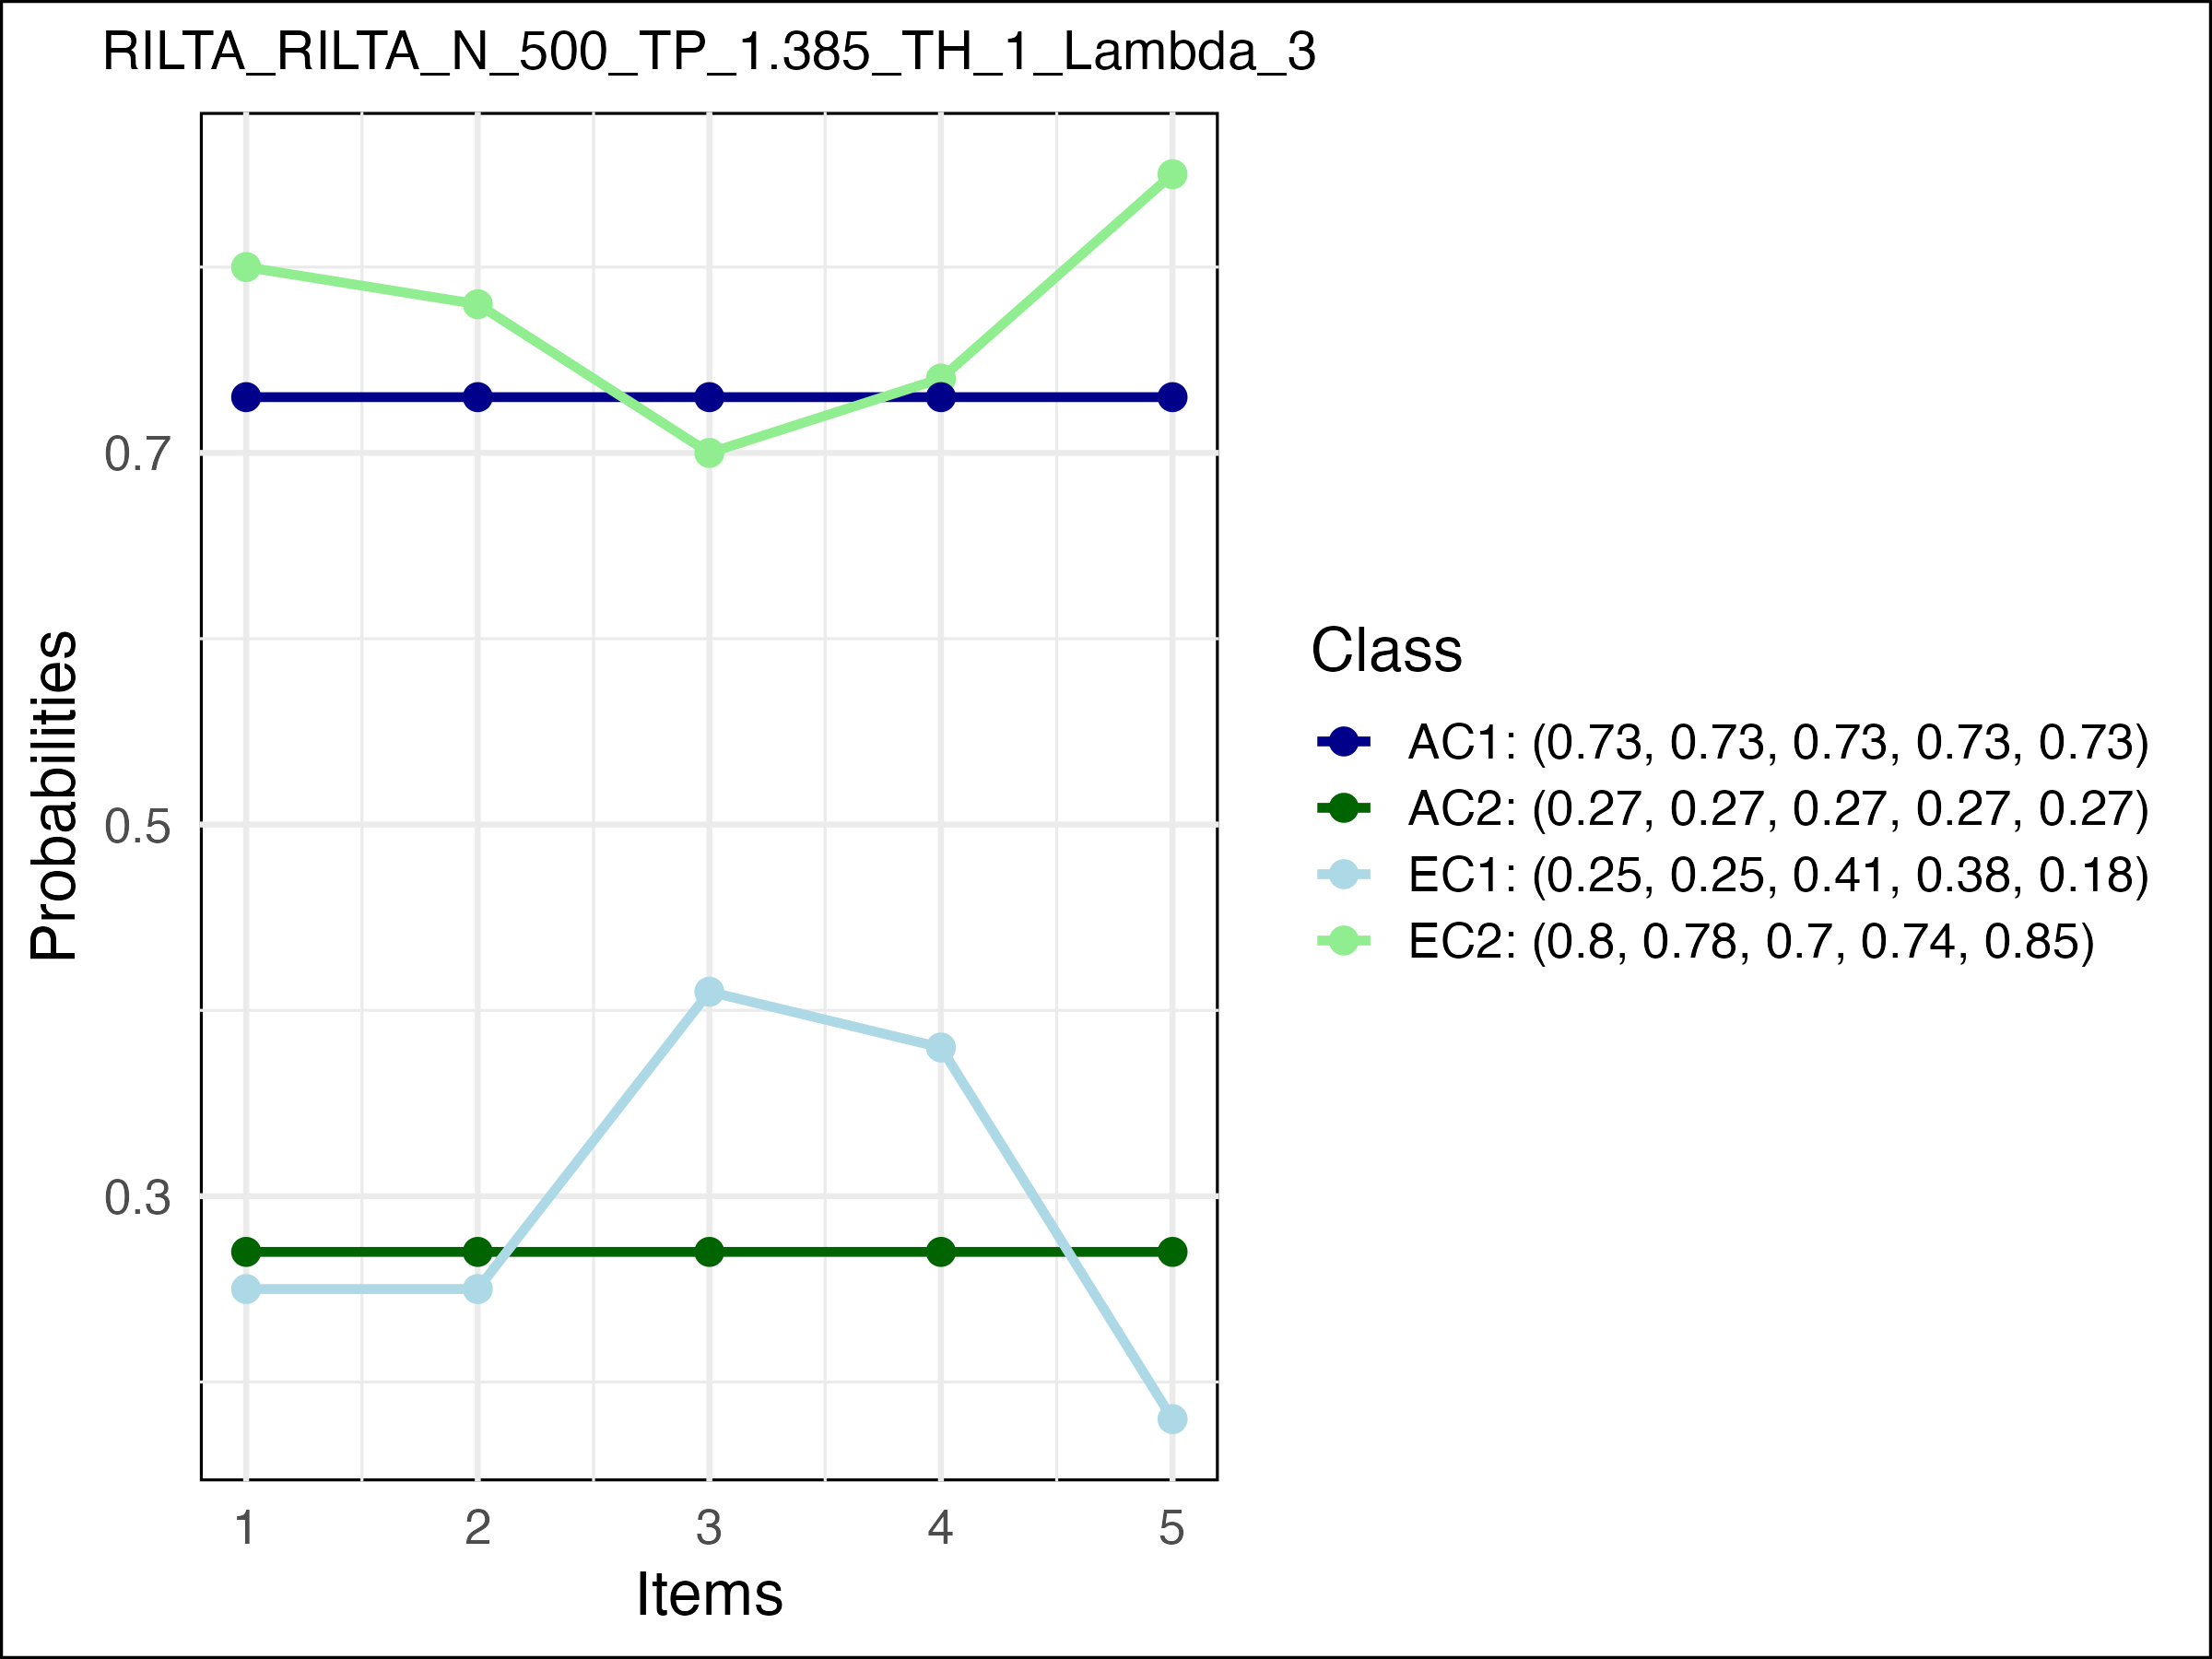 RILTA_RILTA_N_500_TP_1.385_TH_1_Lambda_3
0.7
0.5
0.3
Probabilities
1 2 3 4 5
Items
Class
AC1: (0.73, 0.73, 0.73, 0.73, 0.73)
AC2: (0.27, 0.27, 0.27, 0.27, 0.27)
EC1: (0.25, 0.25, 0.41, 0.38, 0.18)
EC2: (0.8, 0.78, 0.7, 0.74, 0.85)